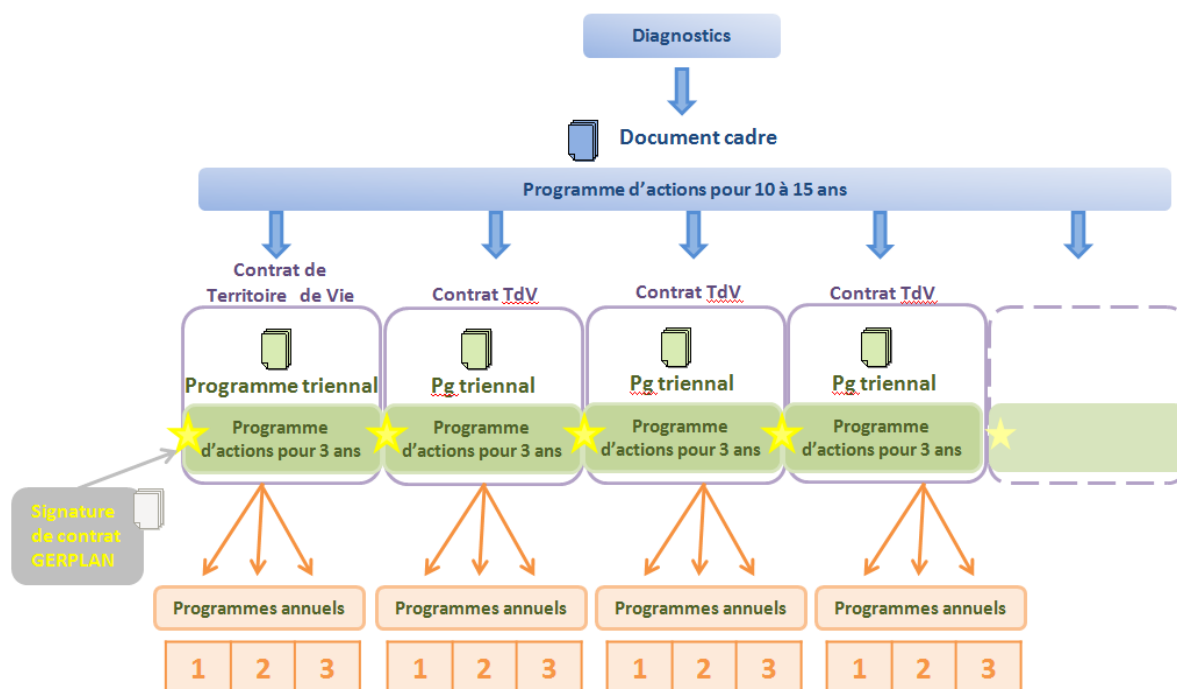 Diagnostics
Document cadre
Programme d’actions pour 10 à 15 ans
Contrat de
Territoire de Vie
Contrat TdV
Contrat TdV
Contrat TdV
Programme triennal
Pg triennal
Pg triennal
Pg triennal
Programme
d’actions pour 3 ans
Programme
d’actions pour 3 ans
Programme
d’actions pour 3 ans
Programme
d’actions pour 3 ans
Signature
de contrat
GERPLAN
Programmes annuels
Programmes annuels
Programmes annuels
Programmes annuels
1 2 3
1 2 3
1 2 3
1 2 3